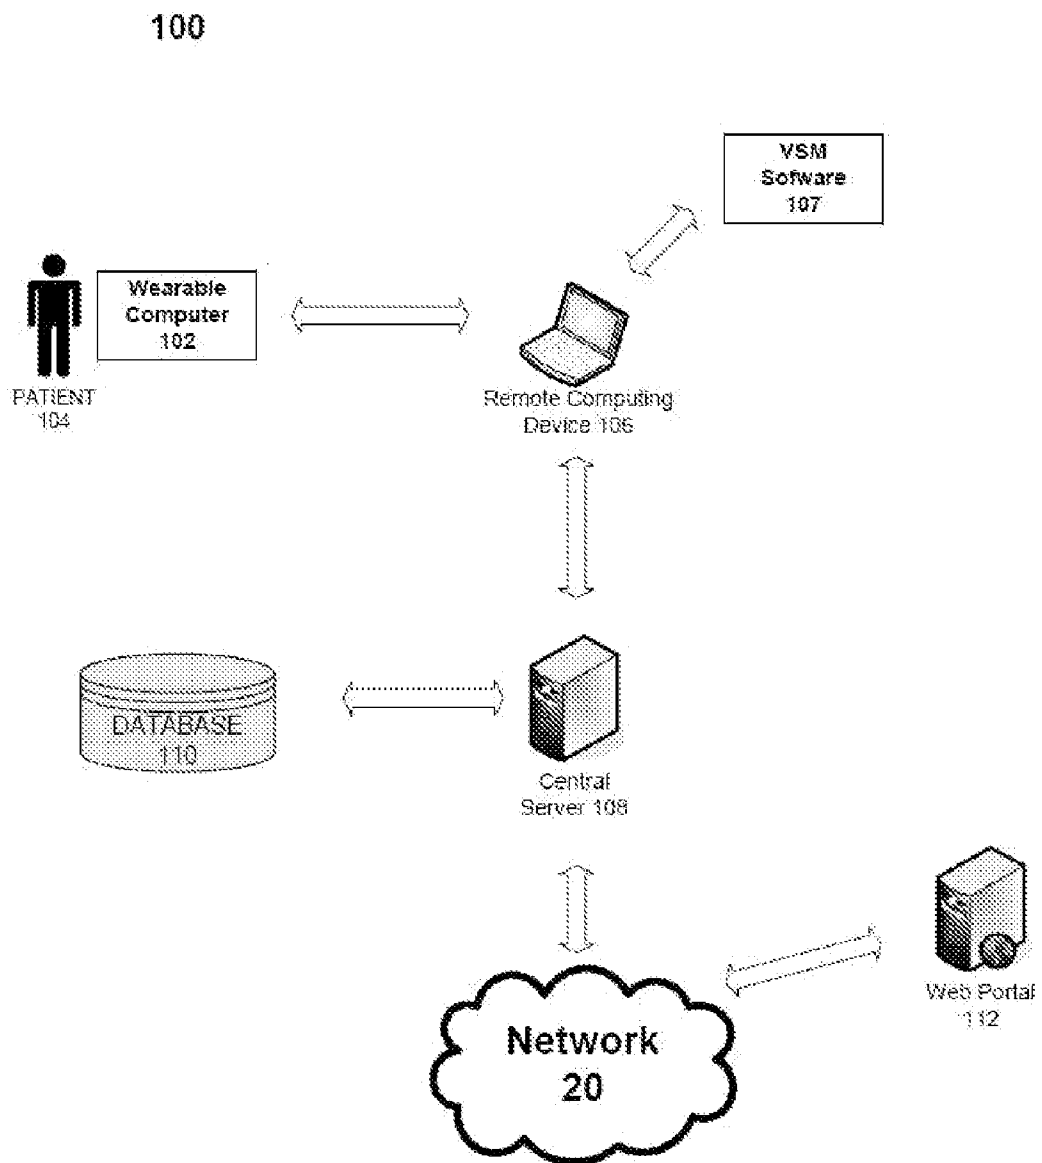 100
VSM
Sofware
107
Wearable
Computer
102
PATIENT
104
Remote Computing
Device 106
DATABASE
110
Central
Server 108
Web Portal
112
Network
20